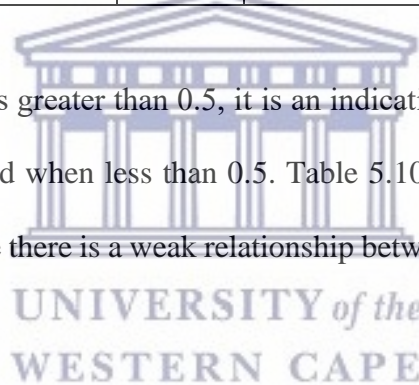 s greater than 0.5, it is an indicati
d when less than 0.5. Table 5.10
there is a weak relationship betw
UNIVERSITY of the
WESTERN CAPE